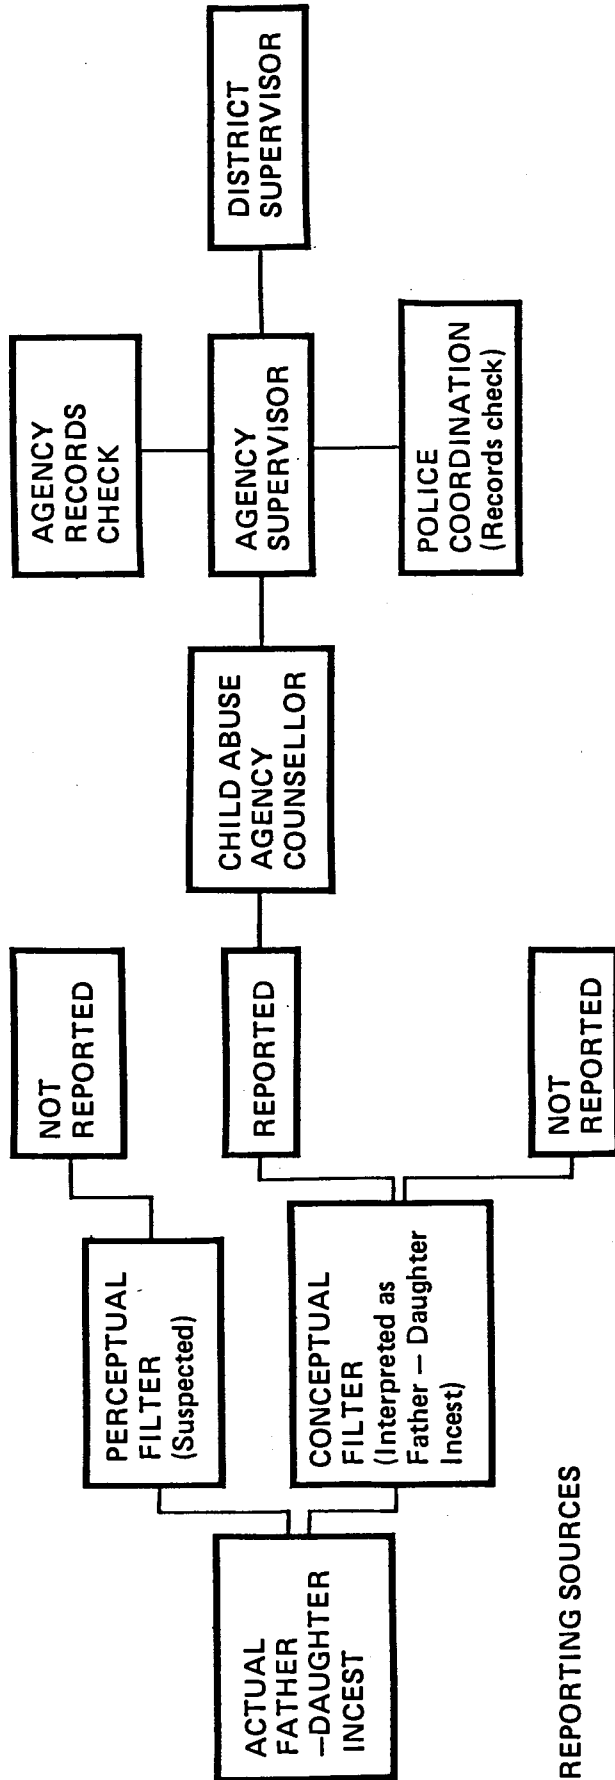 ACTUAL
FATHER
—DAUGHTER
INCEST
PERCEPTUAL
FILTER
(Suspected)
CONCEPTUAL
FILTER
(Interpreted as
Father — Daughter
Incest)
NOT
REPORTED
REPORTED
NOT
REPORTED
CHILD ABUSE
AGENCY
COUNSELLOR
AGENCY
RECORDS
CHECK
AGENCY
SUPERVISOR
POLICE
COORDINATION
(Records check)
DISTRICT
SUPERVISOR
REPORTING SOURCES